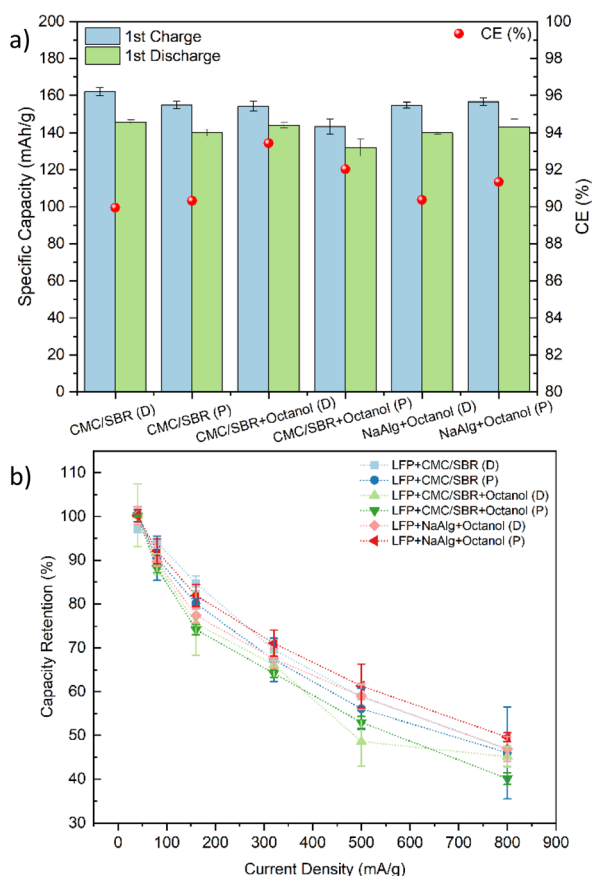 a)
1st Charge
1st Discharge
CE (%)
200
180
160
140
120
100
80
60
40
20
0
Specific Capacity (mAh/g)
100
98
96
94
92
90
88
86
84
82
80
CE (%)
CMC/SBR (D)
CMC/SBR (P)
CMC/SBR+Octanol (D)
CMC/SBR+Octanol (P)
NaAlg+Octanol (D)
NaAlg+Octanol (P)
b)
LFP+CMC/SBR (D)
LFP+CMC/SBR (P)
LFP+CMC/SBR+Octanol (D)
LFP+CMC/SBR+Octanol (P)
LFP+NaAlg+Octanol (D)
LFP+NaAlg+Octanol (P)
110
100
90
80
70
60
50
40
30
Capacity Retention (%)
0 100 200 300 400 500 600 700 800 900
Current Density (mA/g)